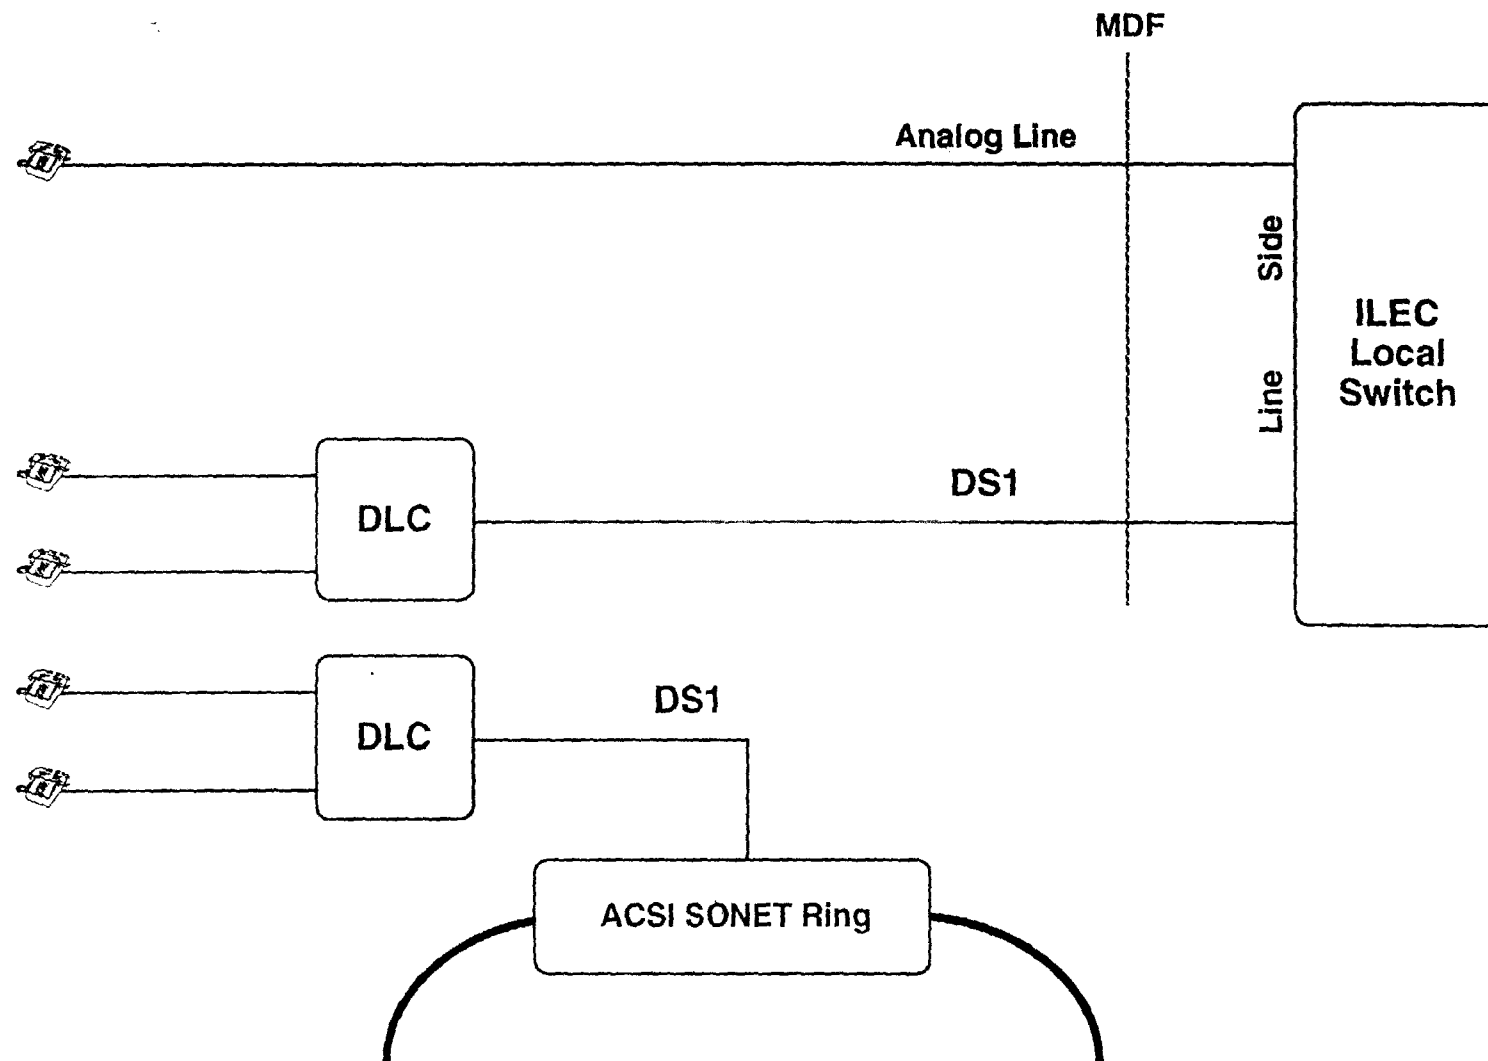 MDF
Analog Line
Line Side
ILEC
Local
Switch
DS1
DLC
DS1
DLC
ACSI SONET Ring